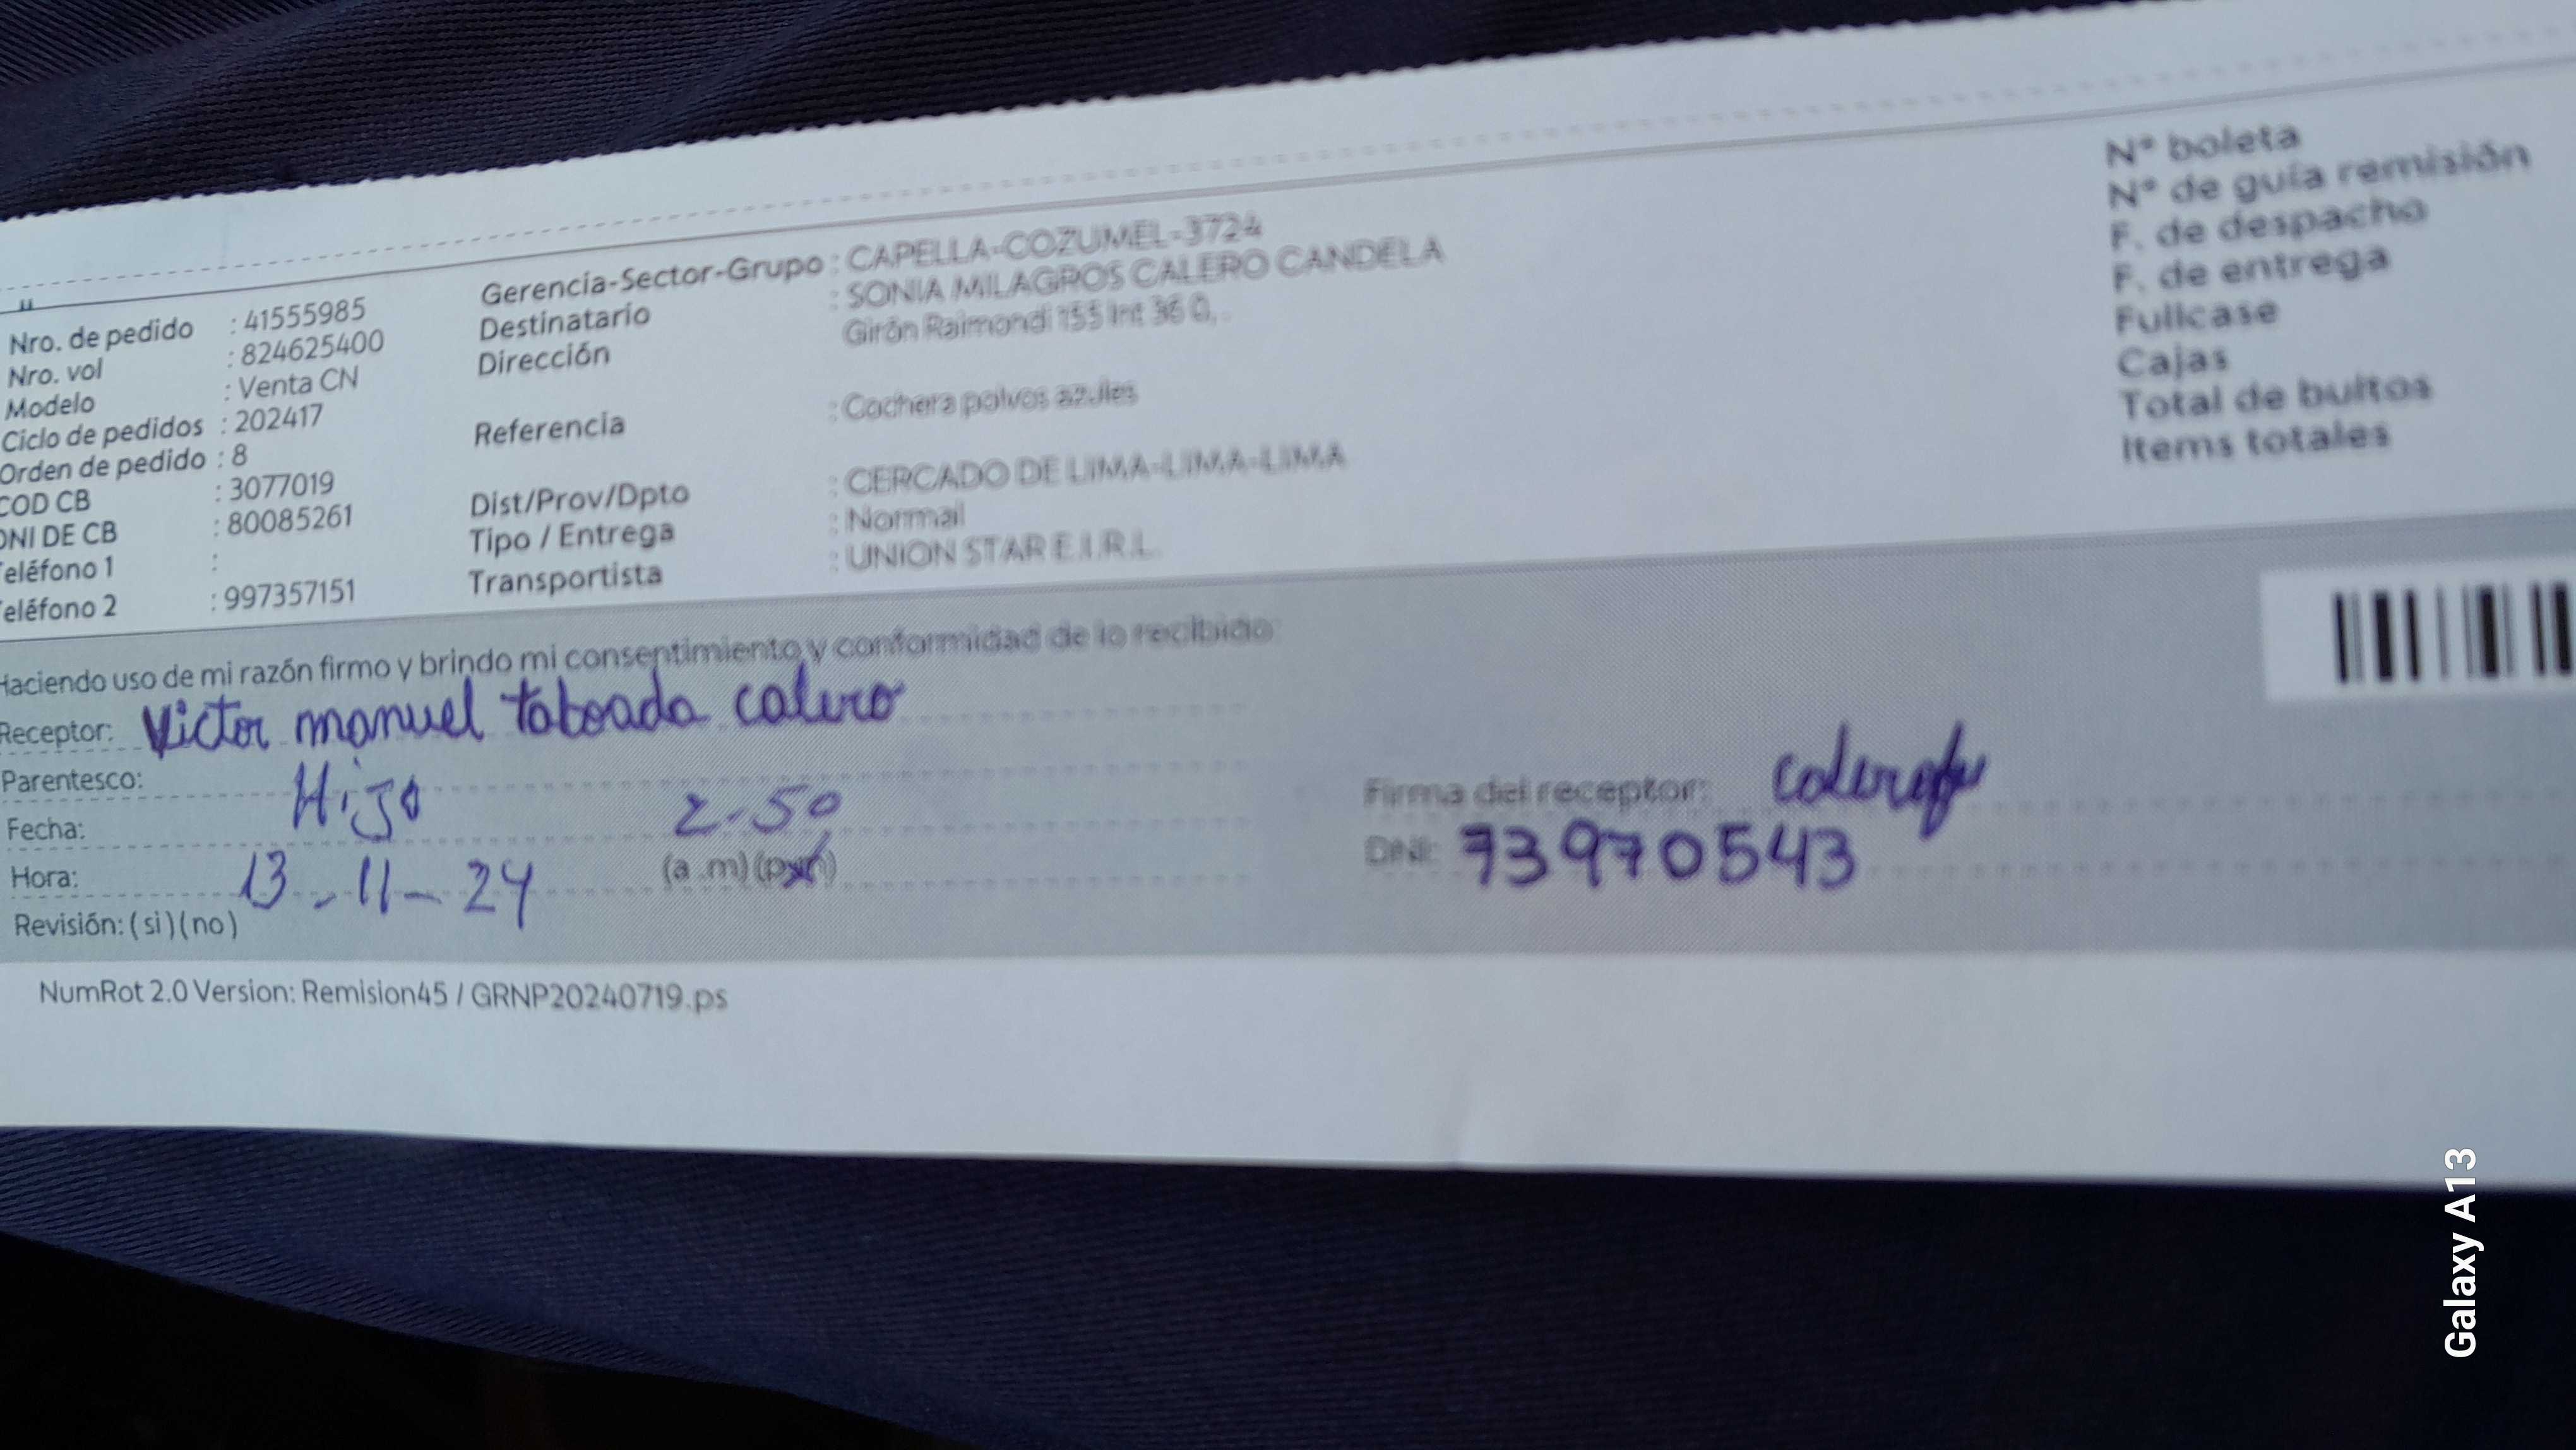 Nro. de pedido : 41555985
Nro. vol : 824625400
Modelo : Venta CN
Ciclo de pedidos : 202417
Orden de pedido : 8
COD CB : 3077019
DNI DE CB : 80085261
Teléfono 1 :
Teléfono 2 : 997357151
Gerencia-Sector-Grupo : CAPELLA-COZUMEL-3724
Destinatario : SONIA MILAGROS CALERO CANDELA
Dirección Girón Raimondi 155 Int 36 0, .
Referencia : Cochera polvos azules
Dist/Prov/Dpto : CERCADO DE LIMA-LIMA-LIMA
Tipo / Entrega : Normal
Transportista : UNION STAR E.I.R.L.
N° boleta
N° de guía remisión
F. de despacho
F. de entrega
Fullcase
Cajas
Total de bultos
Items totales
Haciendo uso de mi razón firmo y brindo mi consentimiento y conformidad de lo recibido:
Receptor: Victor manuel taboada calero
Parentesco: Hijo
Fecha: 2.50
Hora: 13-11-24 (a .m) (p.m)
Revisión: (si) (no)
Firma del receptor:
DNI: 73970543
NumRot 2.0 Version: Remision45 / GRNP20240719.ps
Galaxy A13